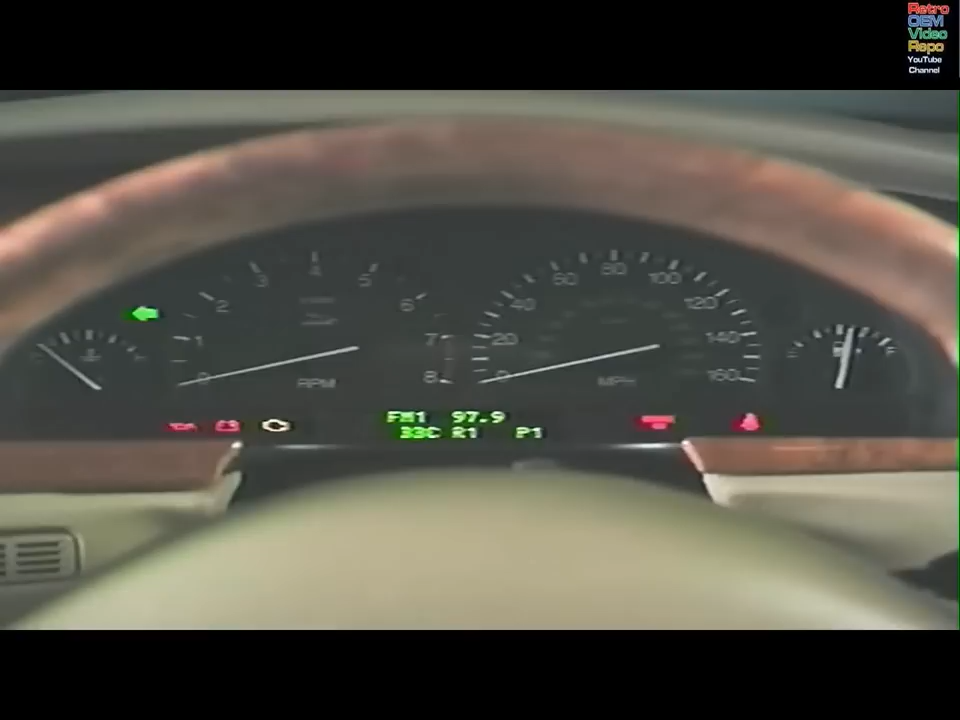 Retro
OEM
Video
Repo
YouTube
Channel
0 1 2 3 4 5 6 7 8
RPM
0 20 40 60 80 100 120 140 160
MPH
FM1 97.9
33C R1 P1